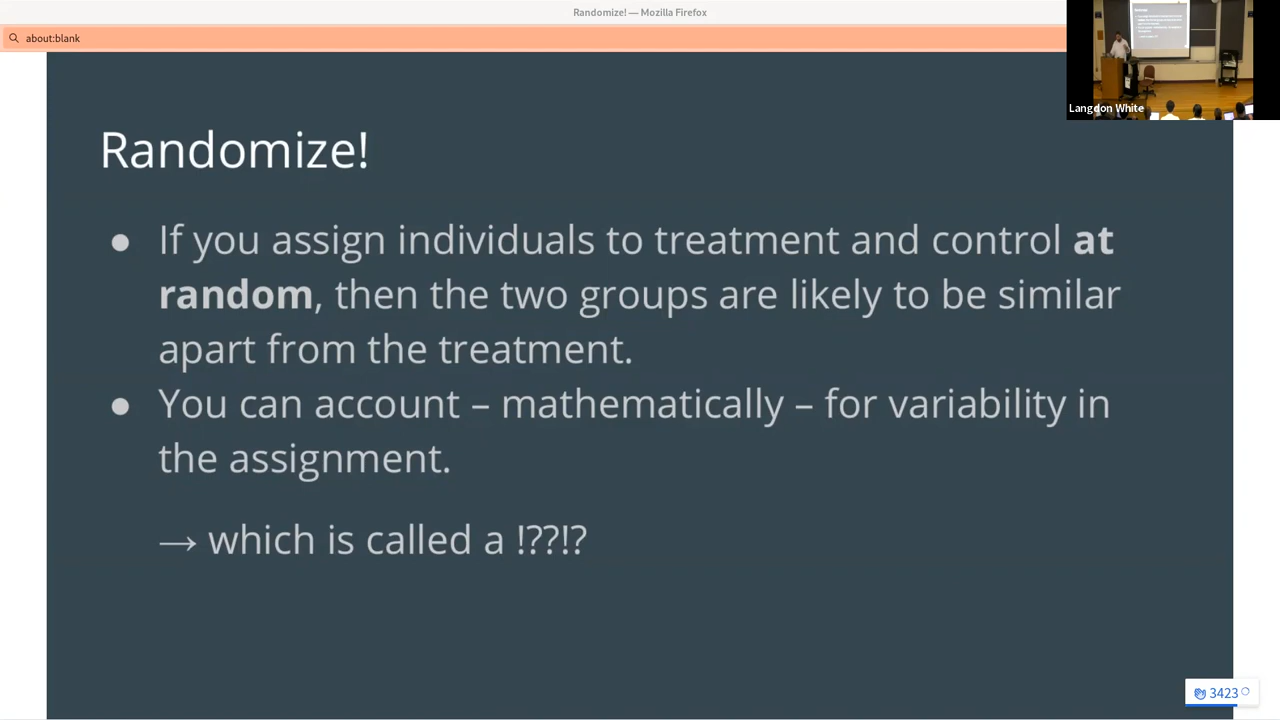 Randomize! — Mozilla Firefox
about:blank
Langdon White
Randomize!
● If you assign individuals to treatment and control at
random, then the two groups are likely to be similar
apart from the treatment.
● You can account – mathematically – for variability in
the assignment.
→ which is called a !??!?
3423